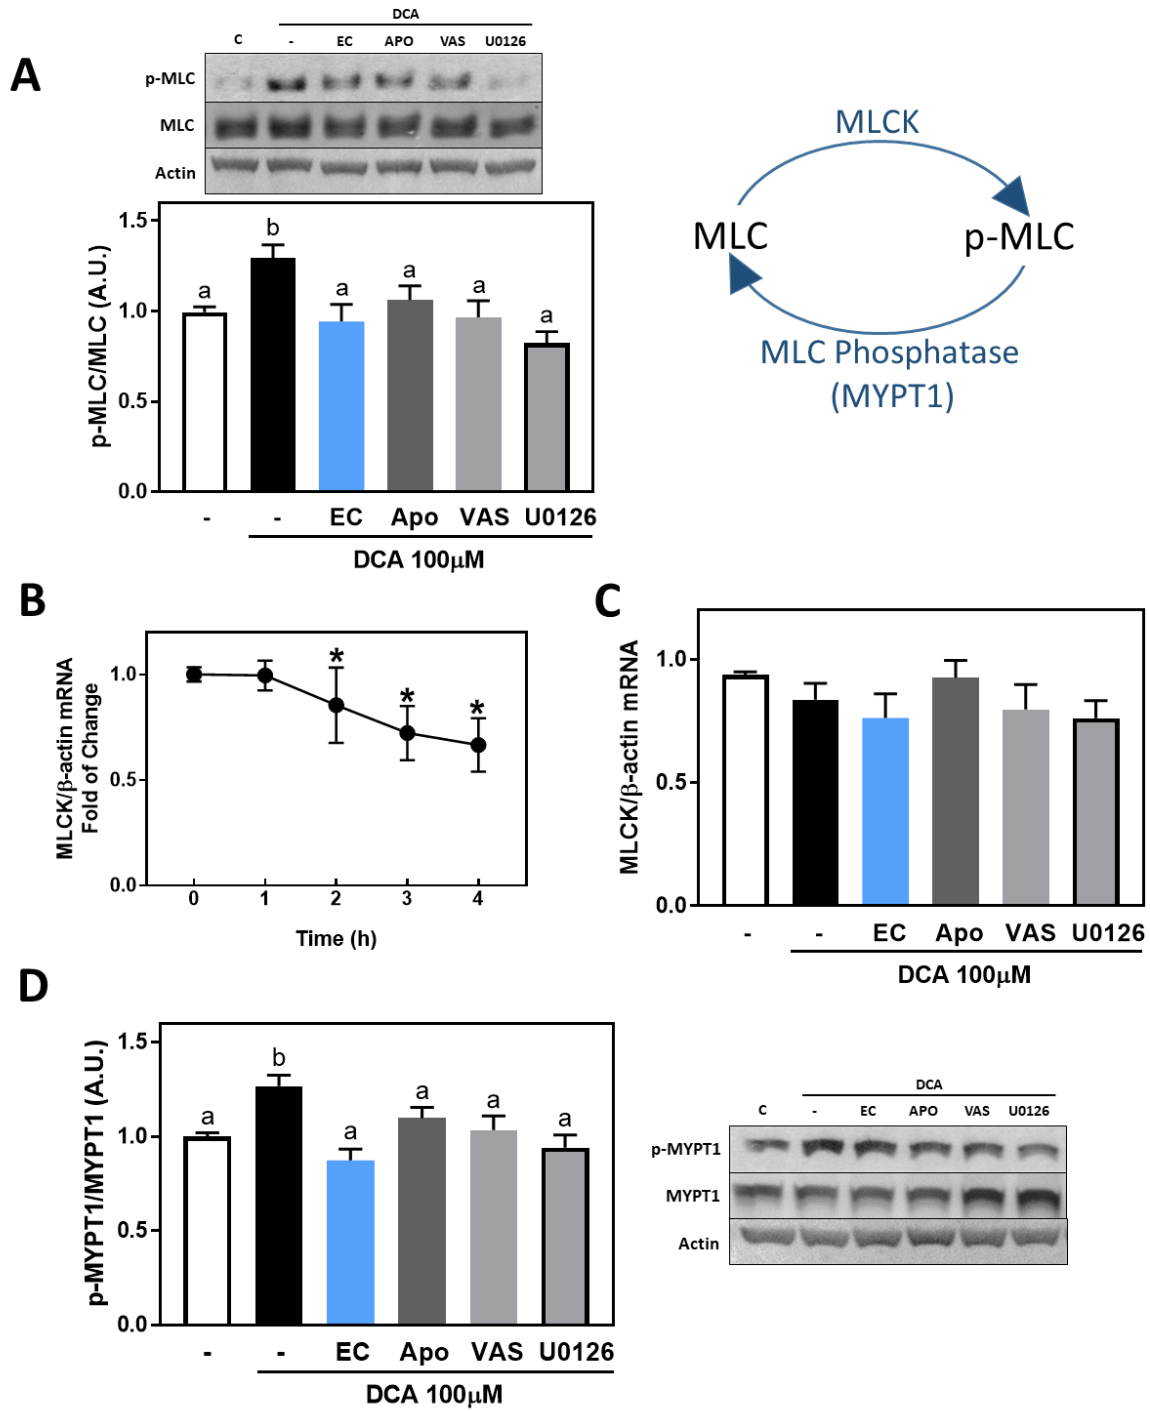 A
DCA
C - EC APO VAS U0126
p-MLC
MLC
Actin
p-MLC/MLC (A.U.)
1.5
1.0
0.5
0.0
a b a a a a
- - EC Apo VAS U0126
DCA 100μM
MLCK
MLC p-MLC
MLC Phosphatase
(MYPT1)
B
MLCK/β-actin mRNA
Fold of Change
1.0
0.5
0.0
* * *
0 1 2 3 4
Time (h)
C
MLCK/β-actin mRNA
1.0
0.5
0.0
- - EC Apo VAS U0126
DCA 100μM
D
p-MYPT1/MYPT1 (A.U.)
1.5
1.0
0.5
0.0
a b a a a a
- - EC Apo VAS U0126
DCA 100μM
DCA
C - EC APO VAS U0126
p-MYPT1
MYPT1
Actin